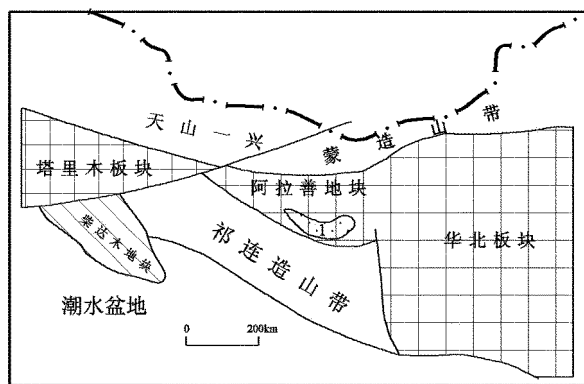 天山—兴
蒙造山带
塔里木板块
阿拉善地块
1
柴达木地块
祁连造山带
华北板块
潮水盆地
0 200km